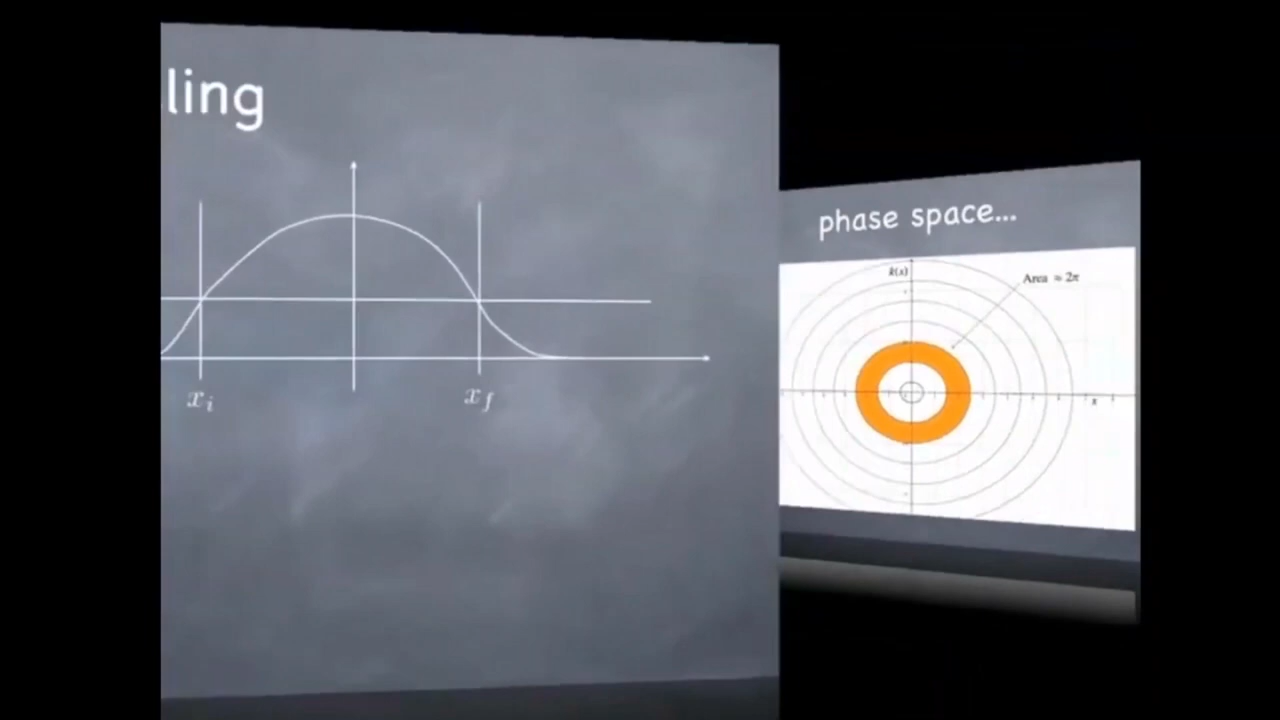 ling
x_i
x_f
phase space...
k(x)
Area ≈ 2π
x